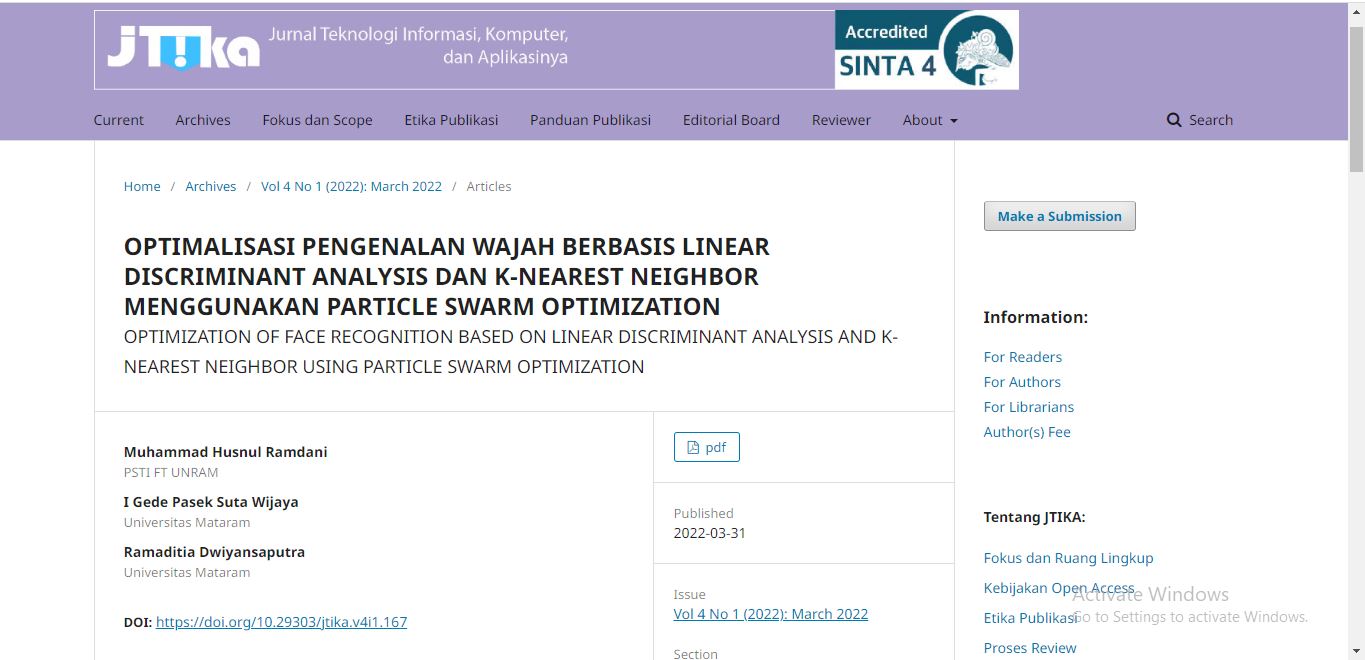 JTIKA
Jurnal Teknologi Informasi, Komputer,
dan Aplikasinya
Accredited
SINTA 4
Current Archives Fokus dan Scope Etika Publikasi Panduan Publikasi Editorial Board Reviewer About Search
Home / Archives / Vol 4 No 1 (2022): March 2022 / Articles
OPTIMALISASI PENGENALAN WAJAH BERBASIS LINEAR
DISCRIMINANT ANALYSIS DAN K-NEAREST NEIGHBOR
MENGGUNAKAN PARTICLE SWARM OPTIMIZATION
OPTIMIZATION OF FACE RECOGNITION BASED ON LINEAR DISCRIMINANT ANALYSIS AND K-
NEAREST NEIGHBOR USING PARTICLE SWARM OPTIMIZATION
Muhammad Husnul Ramdani
PSTI FT UNRAM
I Gede Pasek Suta Wijaya
Universitas Mataram
Ramaditia Dwiyansaputra
Universitas Mataram
DOI: https://doi.org/10.29303/jtika.v4i1.167
pdf
Published
2022-03-31
Issue
Vol 4 No 1 (2022): March 2022
Section
Make a Submission
Information:
For Readers
For Authors
For Librarians
Author(s) Fee
Tentang JTIKA:
Fokus dan Ruang Lingkup
Kebijakan Open Access
Etika Publikasi
Proses Review
Activate Windows
Go to Settings to activate Windows.